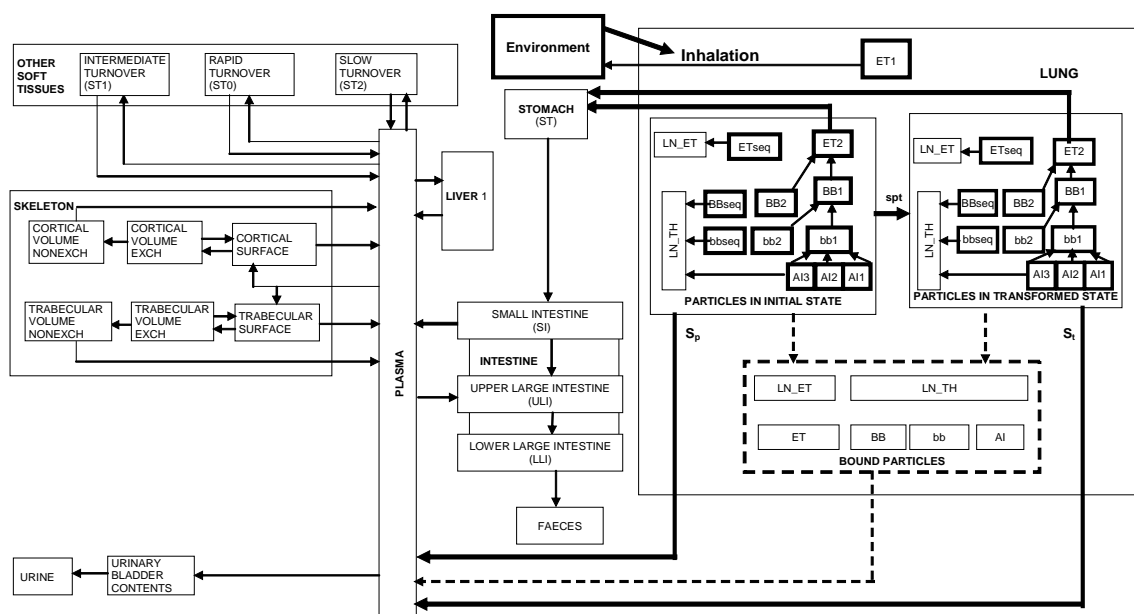 OTHER
SOFT
TISSUES
INTERMEDIATE
TURNOVER
(ST1)
RAPID
TURNOVER
(ST0)
SLOW
TURNOVER
(ST2)
SKELETON
CORTICAL
VOLUME
NONEXCH
CORTICAL
VOLUME
EXCH
CORTICAL
SURFACE
TRABECULAR
VOLUME
NONEXCH
TRABECULAR
VOLUME
EXCH
TRABECULAR
SURFACE
URINE
URINARY
BLADDER
CONTENTS
PLASMA
LIVER 1
STOMACH
(ST)
SMALL INTESTINE
(SI)
INTESTINE
UPPER LARGE INTESTINE
(ULI)
LOWER LARGE INTESTINE
(LLI)
FAECES
Environment
Inhalation
ET1
LUNG
LN_ET
ETseq
ET2
LN_TH
BBseq
BB2
BB1
bbseq
bb2
bb1
AI3
AI2
AI1
PARTICLES IN INITIAL STATE
spt
LN_ET
ETseq
ET2
LN_TH
BBseq
BB2
BB1
bbseq
bb2
bb1
AI3
AI2
AI1
PARTICLES IN TRANSFORMED STATE
Sp
St
LN_ET
LN_TH
ET
BB
bb
AI
BOUND PARTICLES